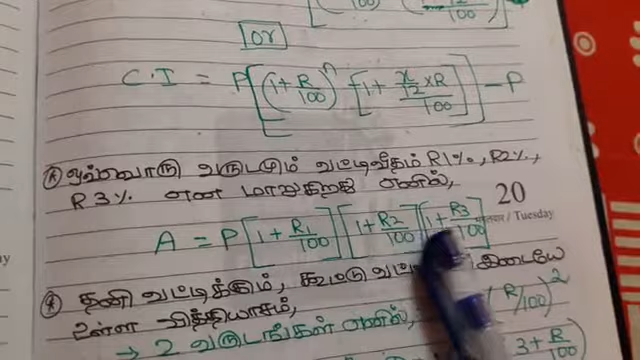 or
C.I = P[(1+R/100)^n [1+ (x/12 ×R)/100]] - P
ஒவ்வொரு வருடமும் வட்டிவீதம் R1%, R2%,
R3% என மாறுகிறது எனில்,
20
/ Tuesday
A = P[1+R1/100][1+R2/100][1+R3/100]
தனி வட்டிக்கும், கூட்டு வட் இடையே
உள்ள வித்தியாசம்,
→ 2 வருடங்கள் எனில், R/100)^2
3+R/100)